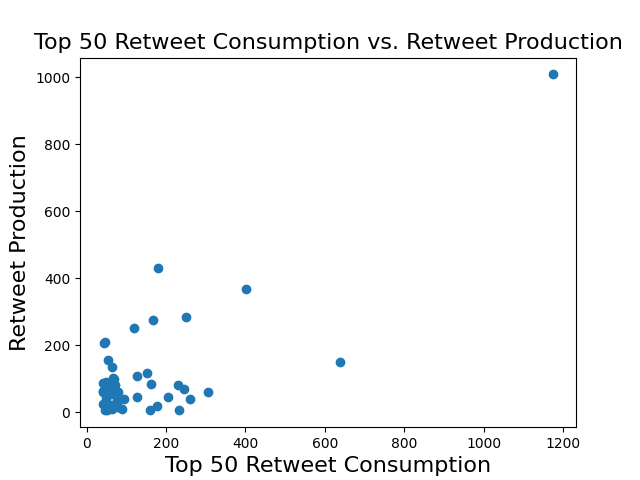 Top 50 Retweet Consumption vs. Retweet Production
1000
800
600
400
200
0
Retweet Production
0 200 400 600 800 1000 1200
Top 50 Retweet Consumption